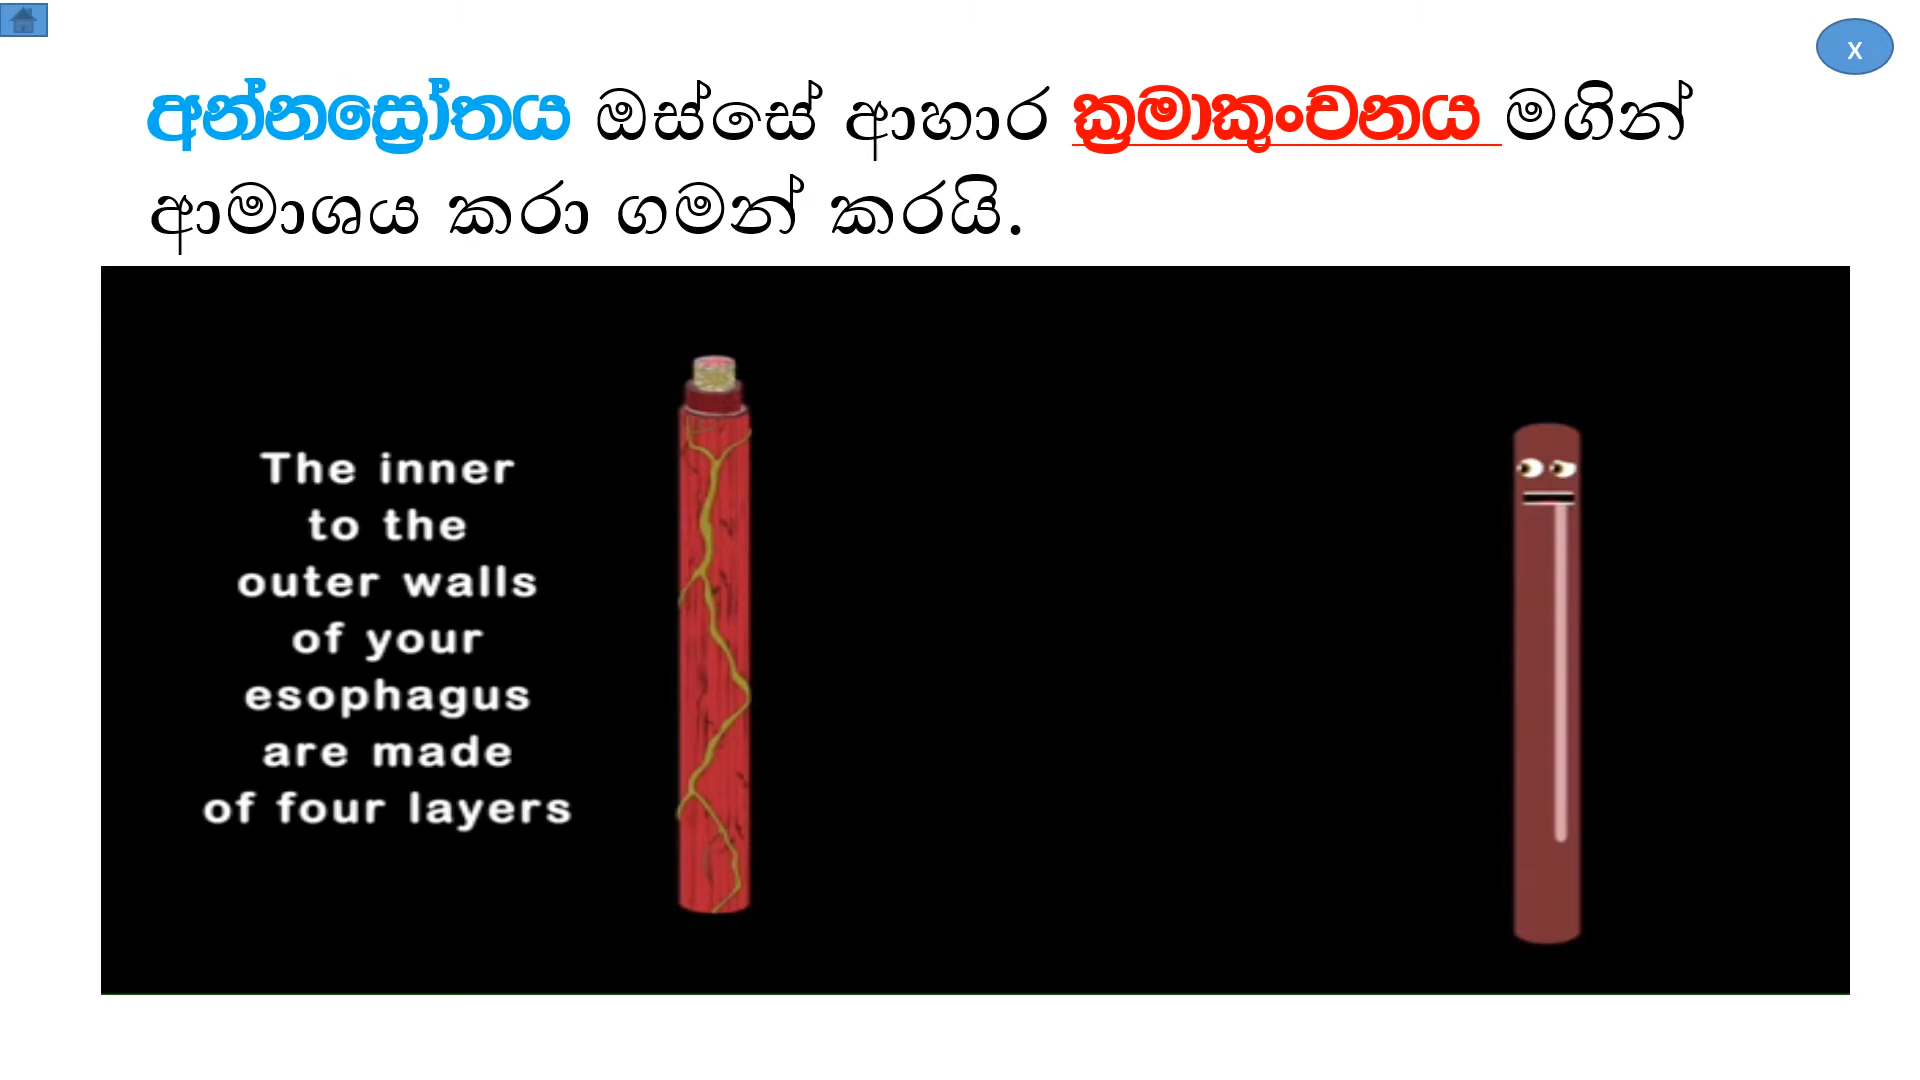 x
අන්නස්‍රෝතය ඔස්සේ ආහාර ක්‍රමාකුංචනය මගින්
ආමාශය කරා ගමන් කරයි.
The inner
to the
outer walls
of your
esophagus
are made
of four layers